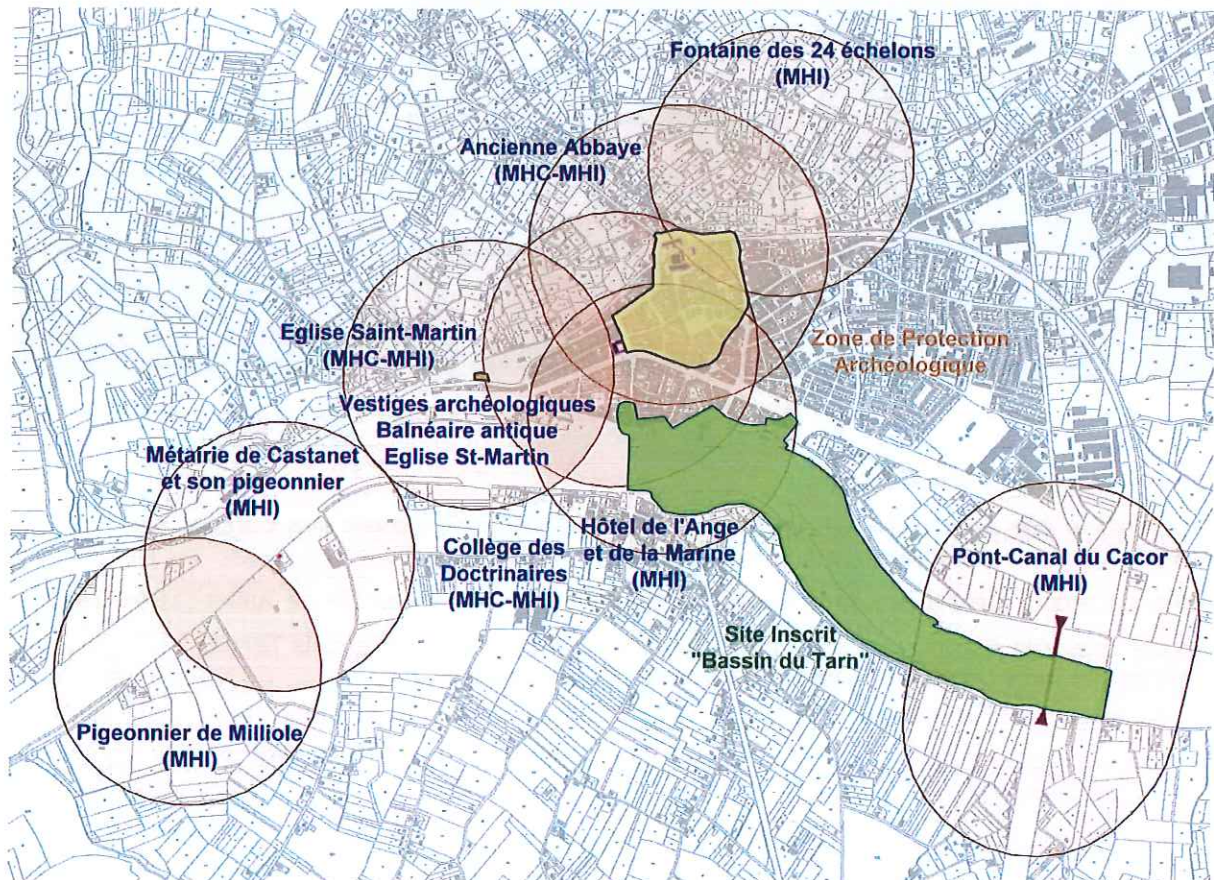 Fontaine des 24 échelons
(MHI)
Ancienne Abbaye
(MHC-MHI)
Eglise Saint-Martin
(MHC-MHI)
Zone de Protection
Archéologique
Vestiges archéologiques
Balnéaire antique
Eglise St-Martin
Métairie de Castanet
et son pigeonnier
(MHI)
Collège des
Doctrinaires
(MHC-MHI)
Hôtel de l'Ange
et de la Marine
(MHI)
Pont-Canal du Cacor
(MHI)
Site Inscrit
"Bassin du Tarn"
Pigeonnier de Milliole
(MHI)